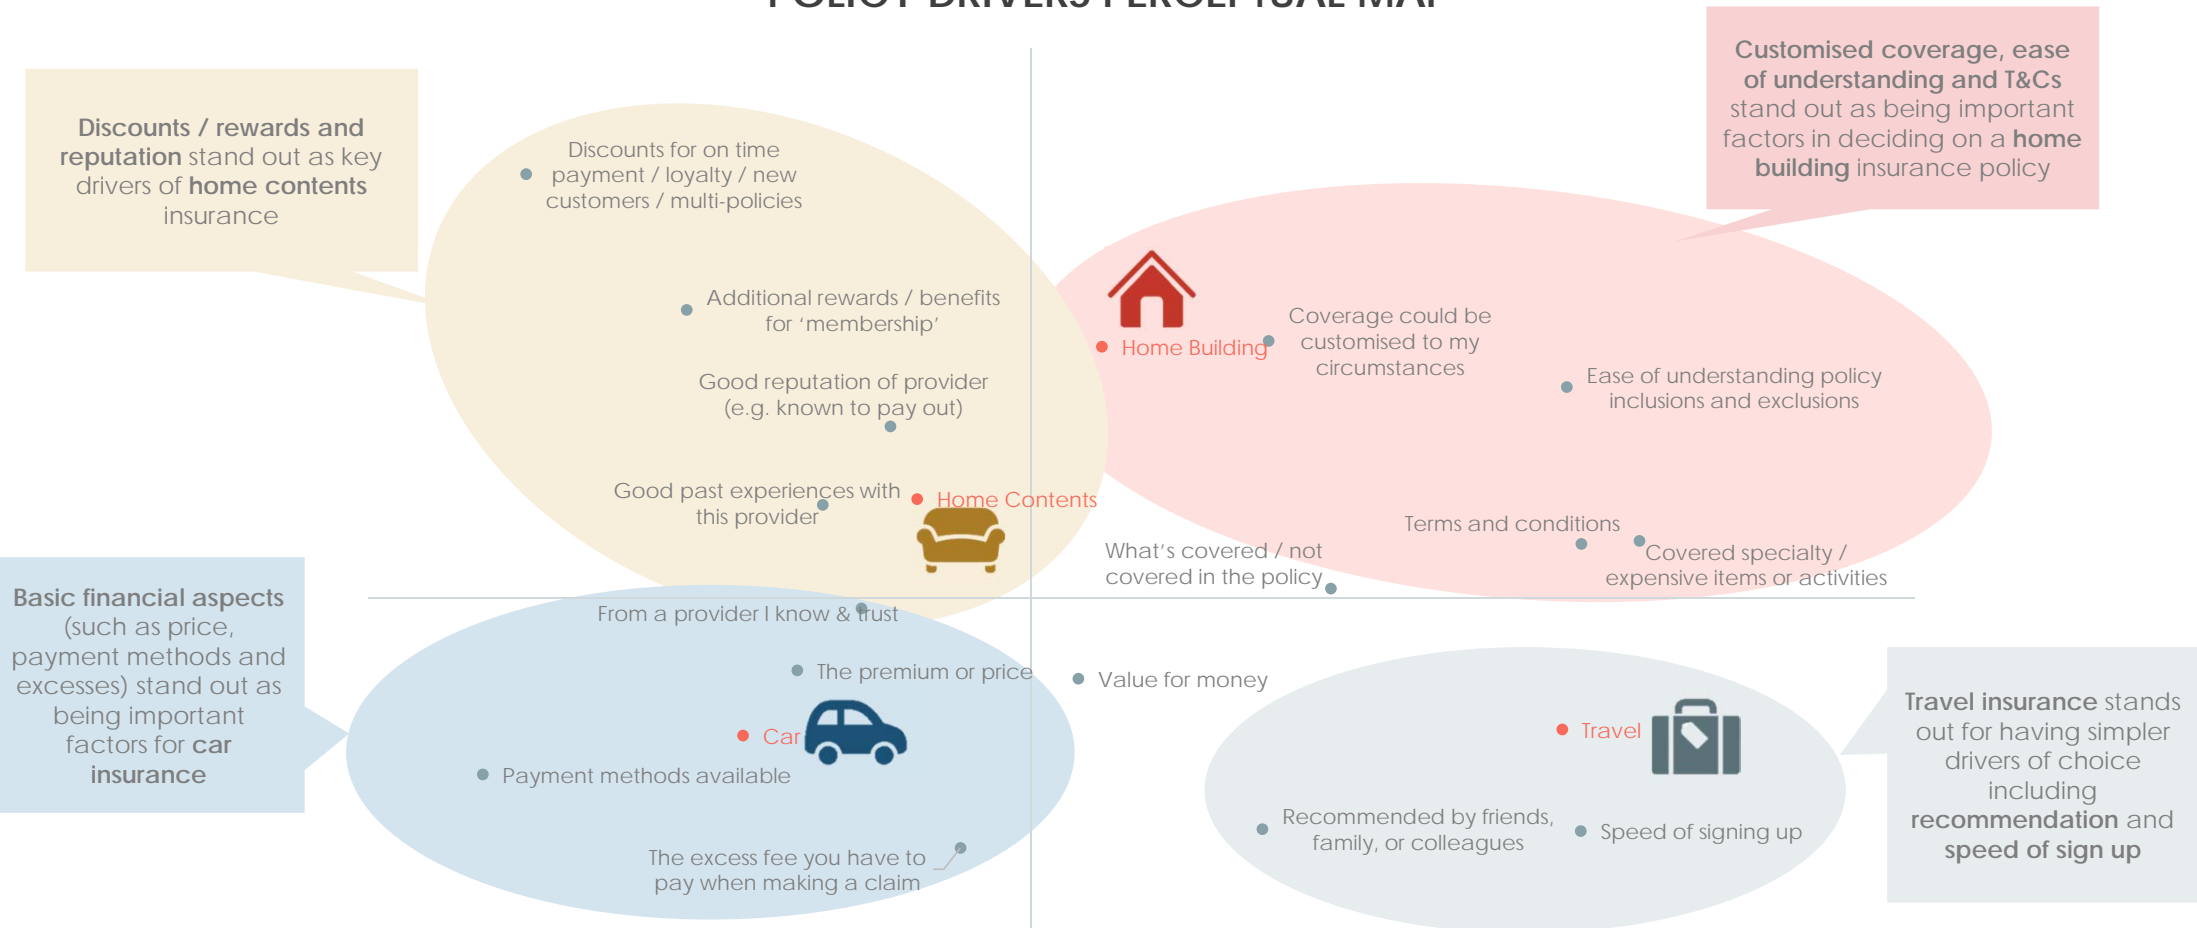 POLICY DRIVERS PERCEPTUAL MAP
Customised coverage, ease
of understanding and T&Cs
stand out as being important
factors in deciding on a home
building insurance policy
Discounts / rewards and
reputation stand out as key
drivers of home contents
insurance
Discounts for on time
payment / loyalty / new
customers / multi-policies
Additional rewards / benefits
for ‘membership’
Good reputation of provider
(e.g. known to pay out)
Good past experiences with
this provider
Home Contents
Home Building
Coverage could be
customised to my
circumstances
Ease of understanding policy
inclusions and exclusions
Terms and conditions
Covered specialty /
expensive items or activities
What's covered / not
covered in the policy
Basic financial aspects
(such as price,
payment methods and
excesses) stand out as
being important
factors for car
insurance
From a provider I know & trust
The premium or price
Car
Payment methods available
The excess fee you have to
pay when making a claim
Value for money
Travel
Recommended by friends,
family, or colleagues
Speed of signing up
Travel insurance stands
out for having simpler
drivers of choice
including
recommendation and
speed of sign up